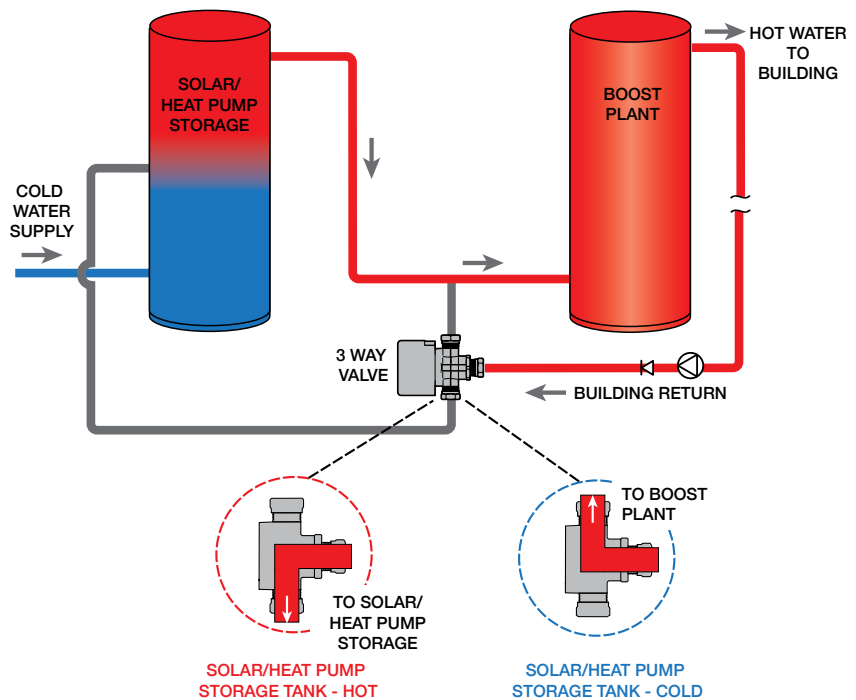 SOLAR/
HEAT PUMP
STORAGE
BOOST
PLANT
HOT WATER
TO
BUILDING
COLD
WATER
SUPPLY
3 WAY
VALVE
BUILDING RETURN
TO BOOST
PLANT
TO SOLAR/
HEAT PUMP
STORAGE
SOLAR/HEAT PUMP
STORAGE TANK - HOT
SOLAR/HEAT PUMP
STORAGE TANK - COLD